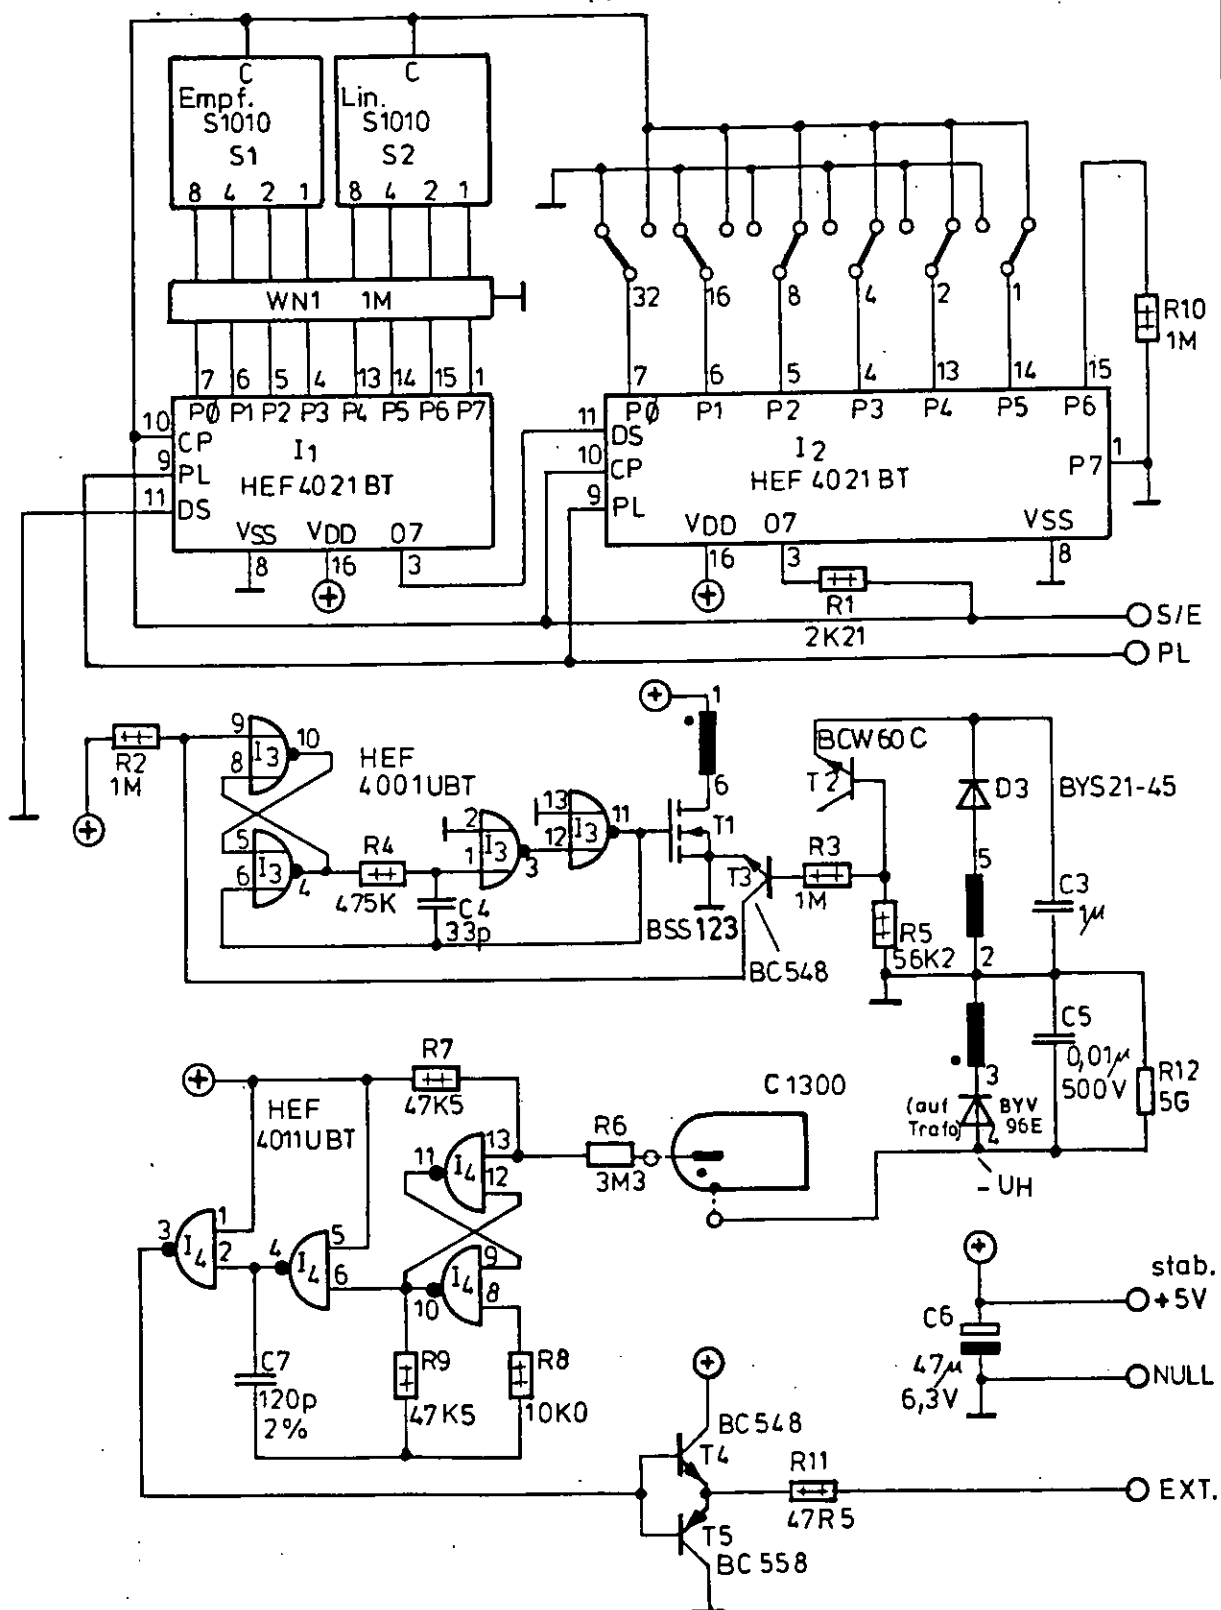 C
C
Empf.
S1010
S1
Lin.
S1010
S2
8 4 2 1
8 4 2 1
WN1 1M
32 16 8 4 2 1
R10
1M
7 6 5 4 13 14 15 1
P0 P1 P2 P3 P4 P5 P6 P7
10 CP
9 PL
11 DS
I1
HEF4021BT
VSS VDD O7
8 16 3
7 6 5 4 13 14 15
P0 P1 P2 P3 P4 P5 P6
11 DS
10 CP
9 PL
I2
HEF4021BT
P7 1
VDD O7 VSS
16 3 8
R1
2K21
S/E
PL
R2
1M
9
8
I3
10
HEF
4001UBT
5
6
I3
4
R4
475K
C4
33p
2
1
I3
3
13
12
I3
11
1
6
T1
BSS123
T3
BC548
R3
1M
BCW60C
T2
R5
56K2
D3
BYS21-45
5
2
C3
1µ
C5
0,01µ
500V
R12
5G
3
(auf
Trafo)
BYV
96E
4
-UH
C1300
R7
47K5
HEF
4011UBT
R6
3M3
11
I4
13
12
3
I4
1
2
4
I4
5
6
10
I4
9
8
C7
120p
2%
R9
47K5
R8
10K0
stab.
+5V
C6
47µ
6,3V
NULL
BC548
T4
R11
47R5
EXT.
T5
BC558